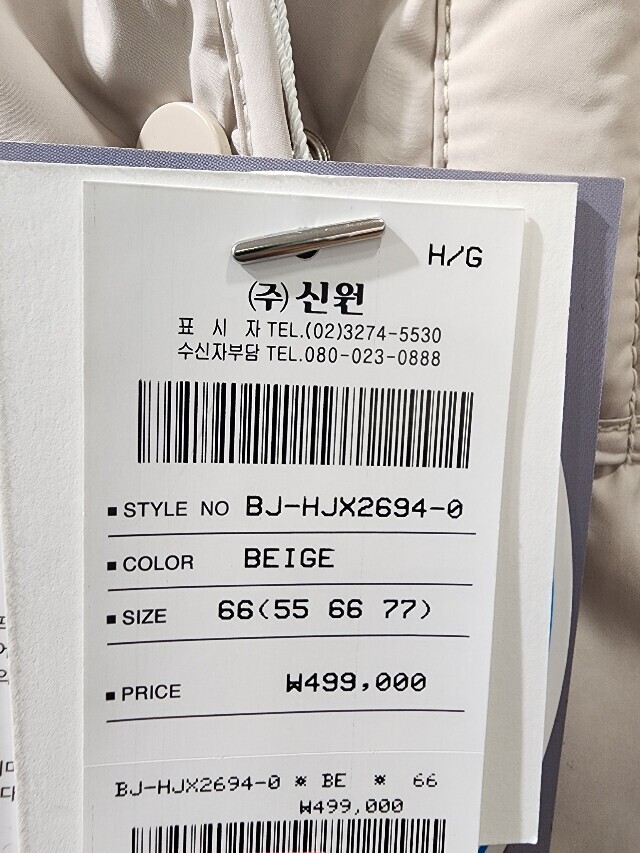 H/G
(주)신원
표 시 자 TEL.(02)3274-5530
수신자부담 TEL.080-023-0888
■ STYLE NO BJ-HJX2694-0
■ COLOR BEIGE
■ SIZE 66(55 66 77)
■ PRICE ₩499,000
BJ-HJX2694-0 ※ BE ※ 66
₩499,000